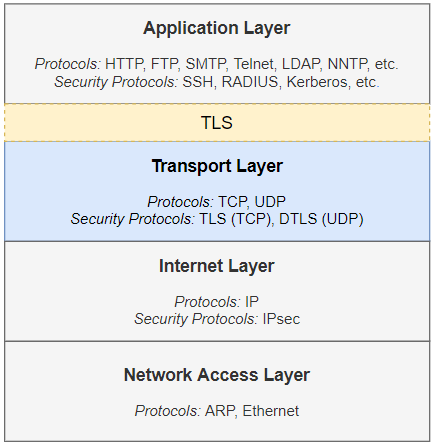 Application Layer
Protocols: HTTP, FTP, SMTP, Telnet, LDAP, NNTP, etc.
Security Protocols: SSH, RADIUS, Kerberos, etc.
TLS
Transport Layer
Protocols: TCP, UDP
Security Protocols: TLS (TCP), DTLS (UDP)
Internet Layer
Protocols: IP
Security Protocols: IPsec
Network Access Layer
Protocols: ARP, Ethernet